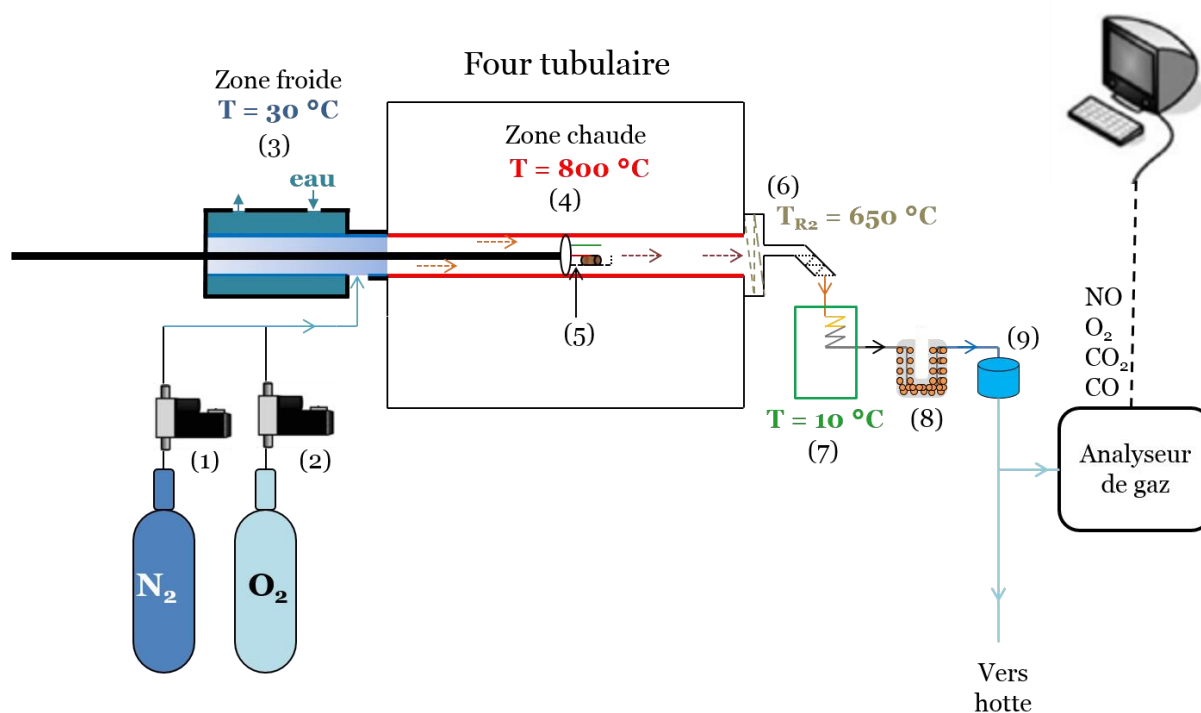 Four tubulaire
Zone froide
T = 30 °C
(3)
eau
Zone chaude
T = 800 °C
(4)
(5)
(6)
T_R2 = 650 °C
T = 10 °C
(7)
(8)
(9)
(1)
(2)
N₂
O₂
NO
O₂
CO₂
CO
Analyseur
de gaz
Vers
hotte